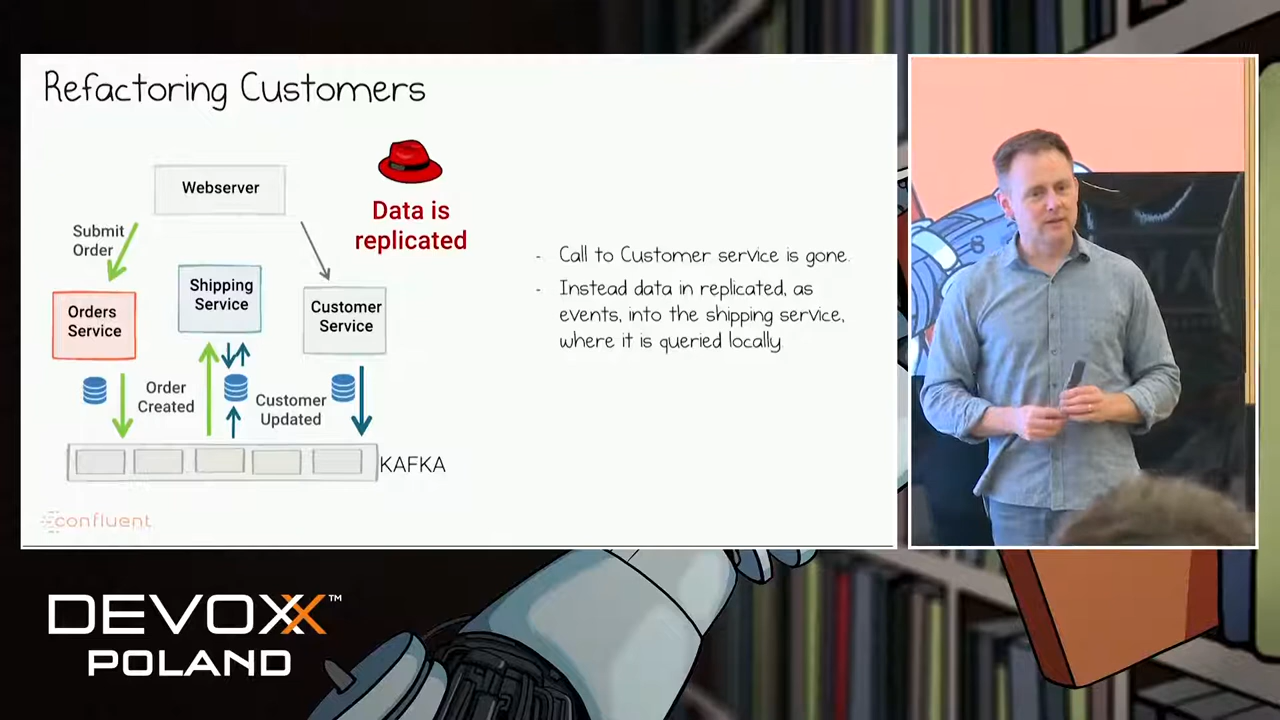 Refactoring Customers
Webserver
Data is
replicated
Submit
Order
Shipping
Service
Orders
Service
Customer
Service
Order
Created
Customer
Updated
KAFKA
- Call to Customer service is gone.
- Instead data in replicated, as
events, into the shipping service,
where it is queried locally.
confluent
DEVOXX™
POLAND